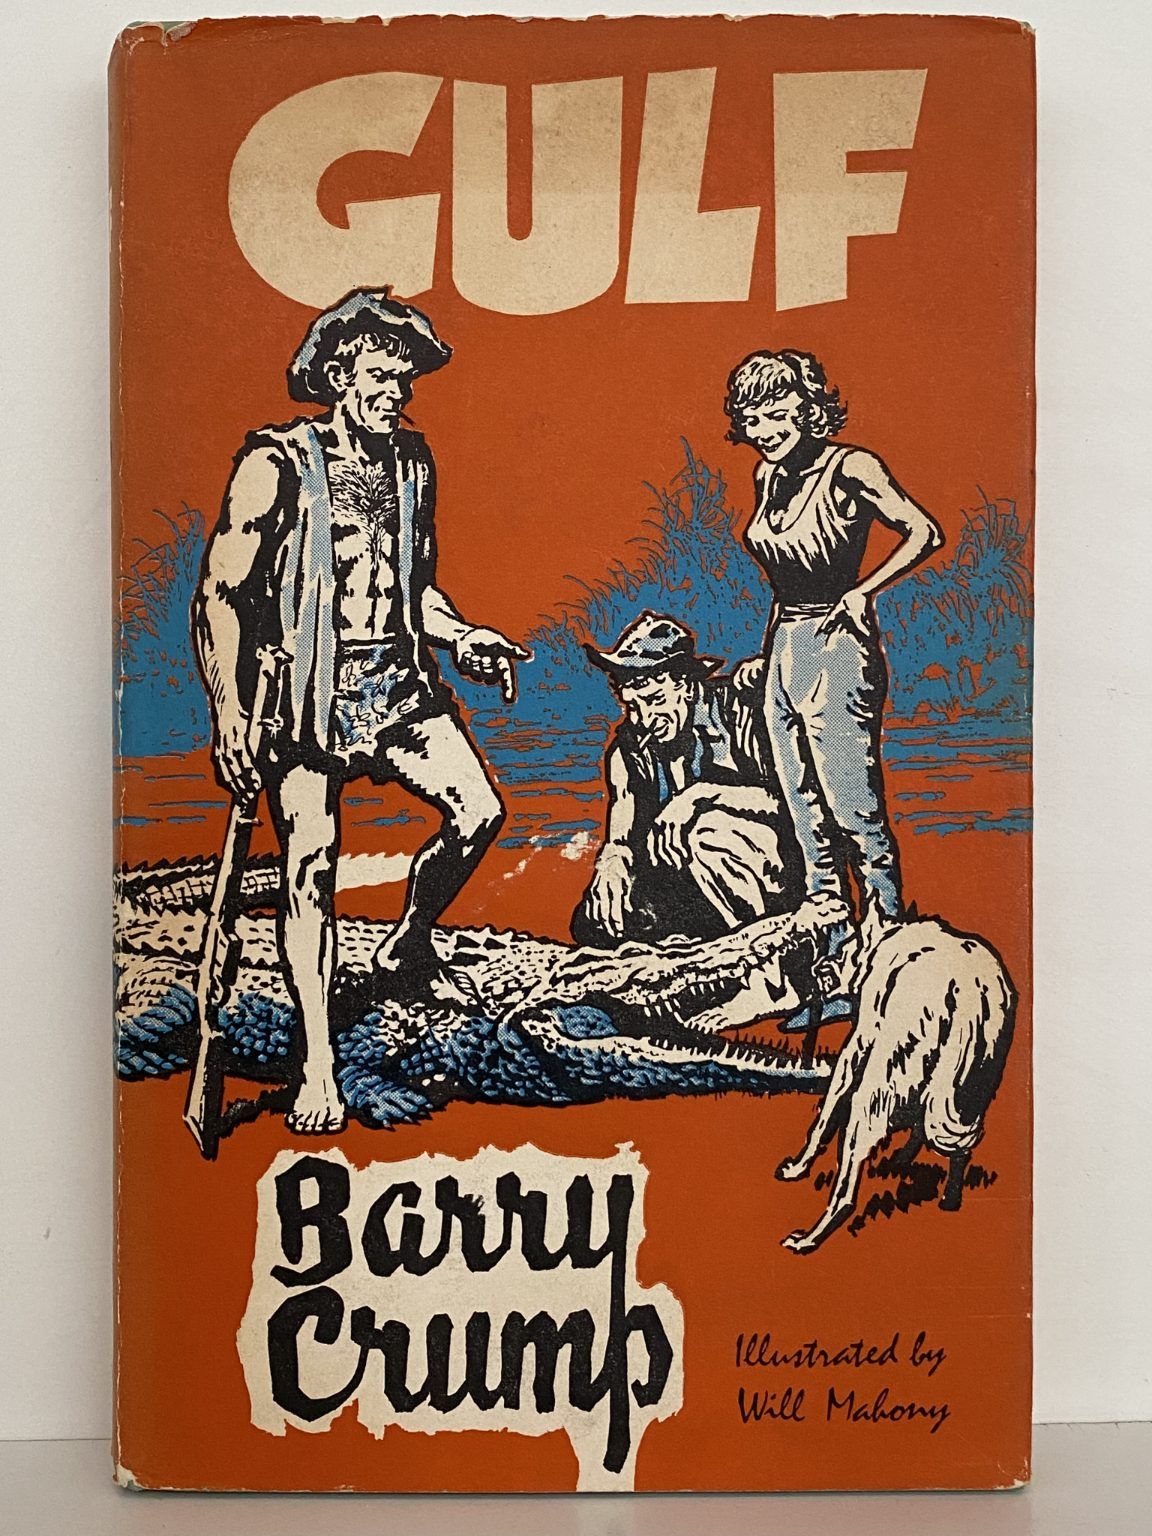 GULF
Barry
Crump
Illustrated by
Will Mahony